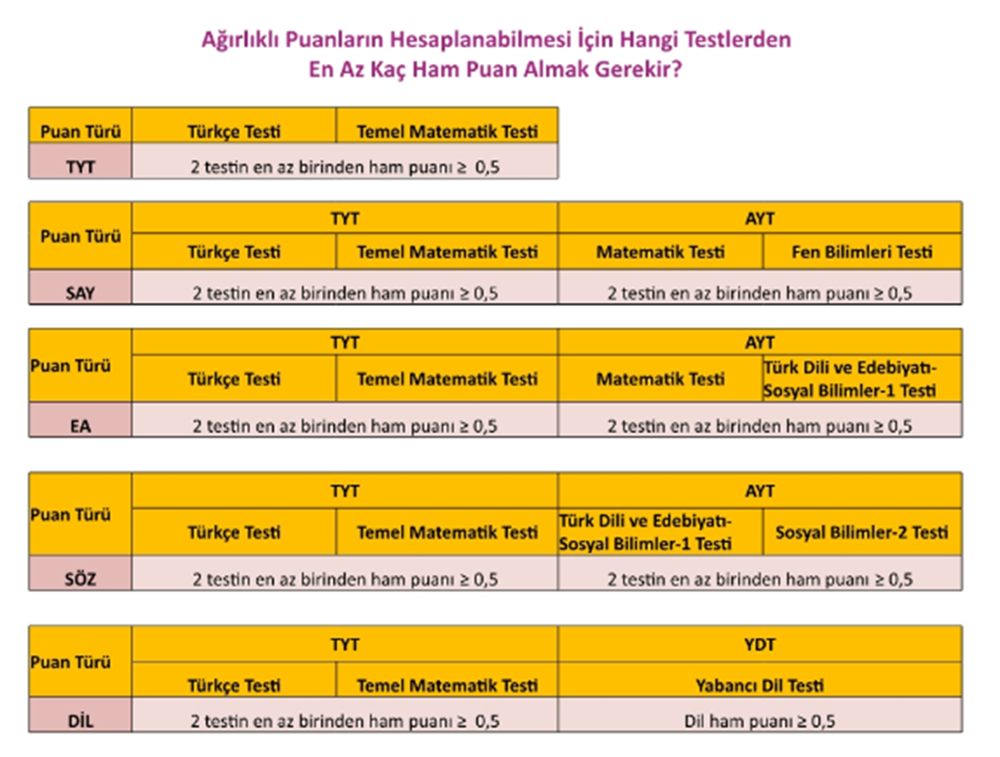 Ağırlıklı Puanların Hesaplanabilmesi İçin Hangi Testlerden
En Az Kaç Ham Puan Almak Gerekir?
Puan Türü Türkçe Testi Temel Matematik Testi
TYT 2 testin en az birinden ham puanı ≥ 0,5
TYT AYT
Puan Türü
Türkçe Testi Temel Matematik Testi Matematik Testi Fen Bilimleri Testi
SAY 2 testin en az birinden ham puanı ≥ 0,5 2 testin en az birinden ham puanı ≥ 0,5
TYT AYT
Puan Türü
Türkçe Testi Temel Matematik Testi Matematik Testi Türk Dili ve Edebiyatı-
Sosyal Bilimler-1 Testi
EA 2 testin en az birinden ham puanı ≥ 0,5 2 testin en az birinden ham puanı ≥ 0,5
TYT AYT
Puan Türü
Türkçe Testi Temel Matematik Testi Türk Dili ve Edebiyatı-
Sosyal Bilimler-1 Testi Sosyal Bilimler-2 Testi
SÖZ 2 testin en az birinden ham puanı ≥ 0,5 2 testin en az birinden ham puanı ≥ 0,5
TYT YDT
Puan Türü
Türkçe Testi Temel Matematik Testi Yabancı Dil Testi
DİL 2 testin en az birinden ham puanı ≥ 0,5 Dil ham puanı ≥ 0,5